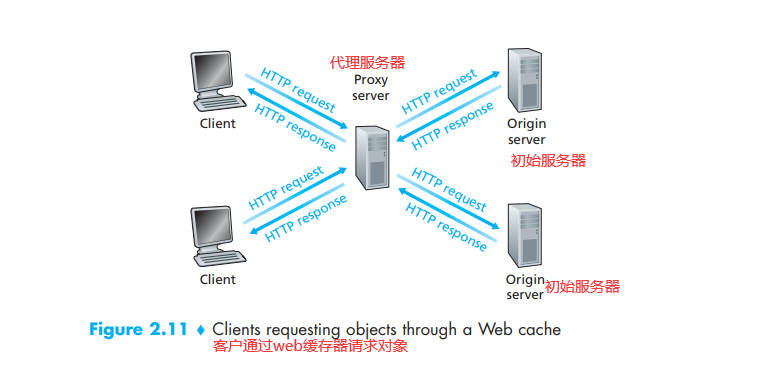 代理服务器
Proxy
server
HTTP request
HTTP response
Client
HTTP request
HTTP response
Origin
server
初始服务器
HTTP request
HTTP response
Client
HTTP request
HTTP response
Origin
server
初始服务器
Figure 2.11 ♦ Clients requesting objects through a Web cache
客户通过web缓存器请求对象